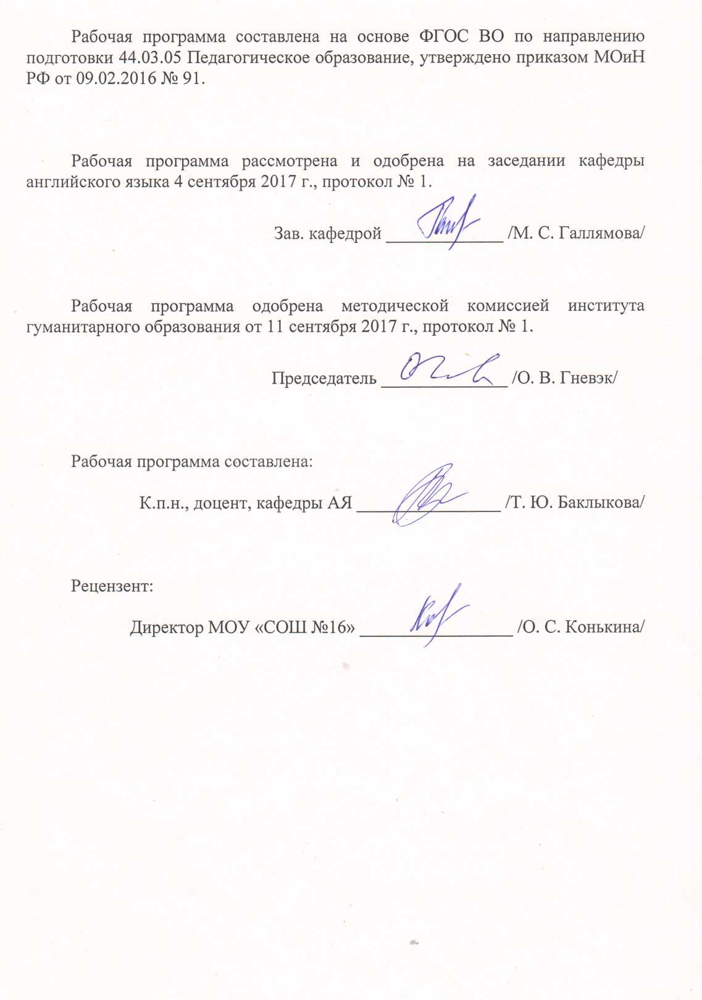 Рабочая программа составлена на основе ФГОС ВО по направлению
подготовки 44.03.05 Педагогическое образование, утверждено приказом МОиН
РФ от 09.02.2016 № 91.
Рабочая программа рассмотрена и одобрена на заседании кафедры
английского языка 4 сентября 2017 г., протокол № 1.
Зав. кафедрой ______________ /М. С. Галлямова/
Рабочая программа одобрена методической комиссией института
гуманитарного образования от 11 сентября 2017 г., протокол № 1.
Председатель _______________ /О. В. Гневэк/
Рабочая программа составлена:
К.п.н., доцент, кафедры АЯ _________________ /Т. Ю. Баклыкова/
Рецензент:
Директор МОУ «СОШ №16» __________________ /О. С. Конькина/